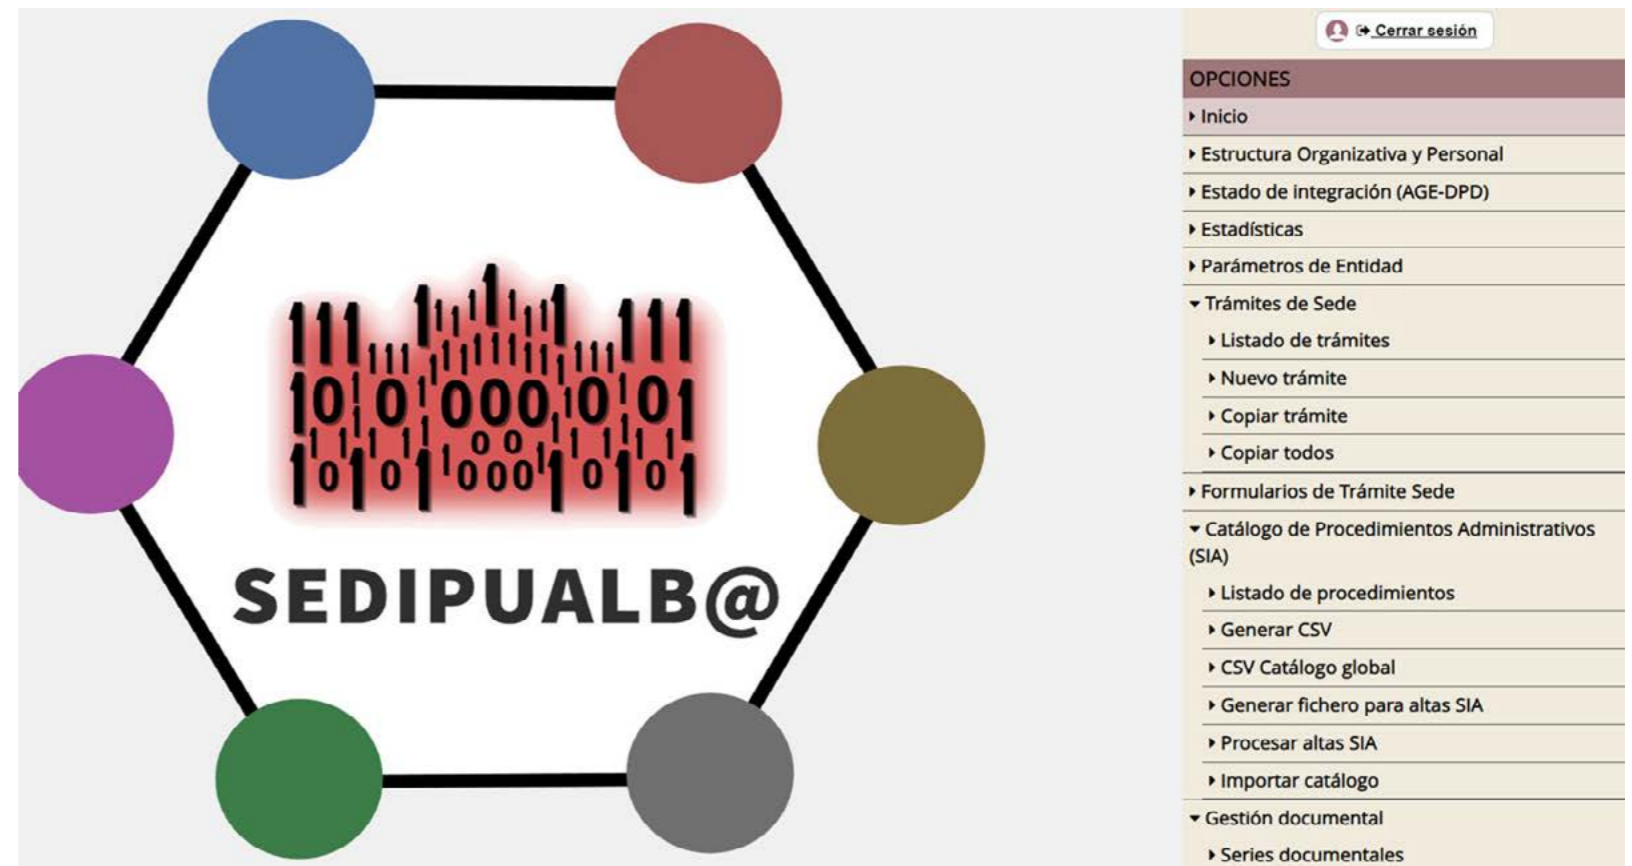 SEDIPUALB@
Cerrar sesión
OPCIONES
Inicio
Estructura Organizativa y Personal
Estado de integración (AGE-DPD)
Estadísticas
Parámetros de Entidad
Trámites de Sede
Listado de trámites
Nuevo trámite
Copiar trámite
Copiar todos
Formularios de Trámite Sede
Catálogo de Procedimientos Administrativos
(SIA)
Listado de procedimientos
Generar CSV
CSV Catálogo global
Generar fichero para altas SIA
Procesar altas SIA
Importar catálogo
Gestión documental
Series documentales